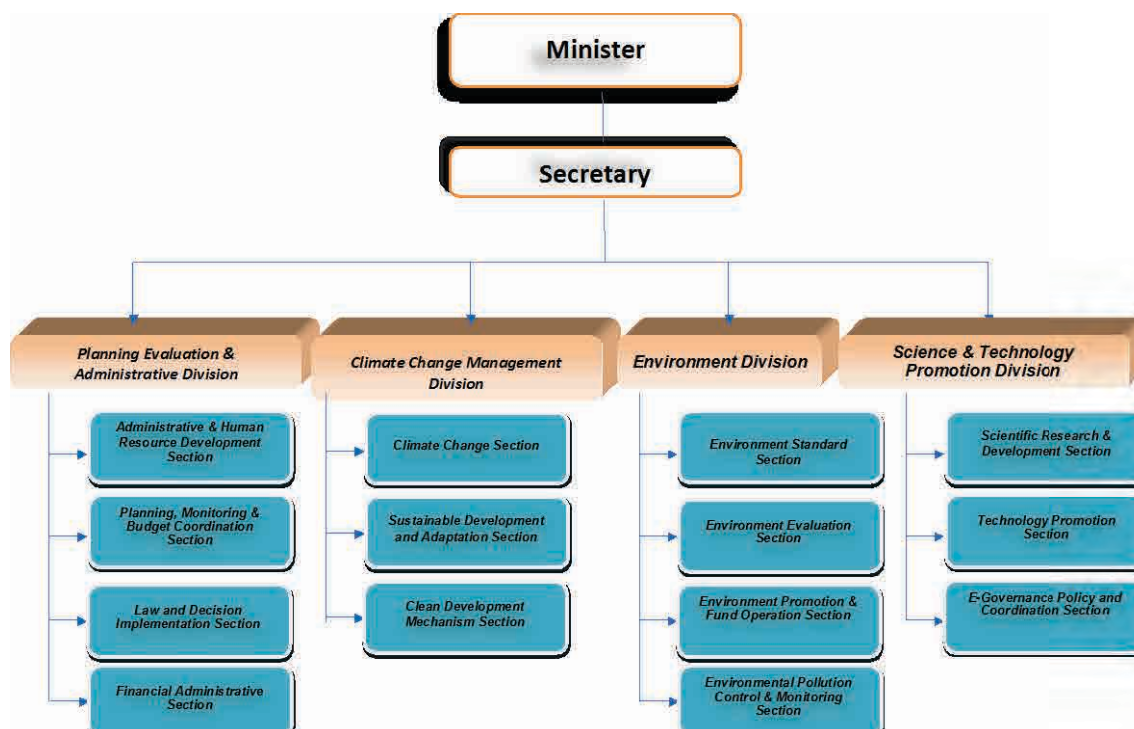 Minister
Secretary
Planning Evaluation &
Administrative Division
Climate Change Management
Division
Environment Division
Science & Technology
Promotion Division
Administrative & Human
Resource Development
Section
Planning, Monitoring &
Budget Coordination
Section
Law and Decision
Implementation Section
Financial Administrative
Section
Climate Change Section
Sustainable Development
and Adaptation Section
Clean Development
Mechanism Section
Environment Standard
Section
Environment Evaluation
Section
Environment Promotion &
Fund Operation Section
Environmental Pollution
Control & Monitoring
Section
Scientific Research &
Development Section
Technology Promotion
Section
E-Governance Policy and
Coordination Section